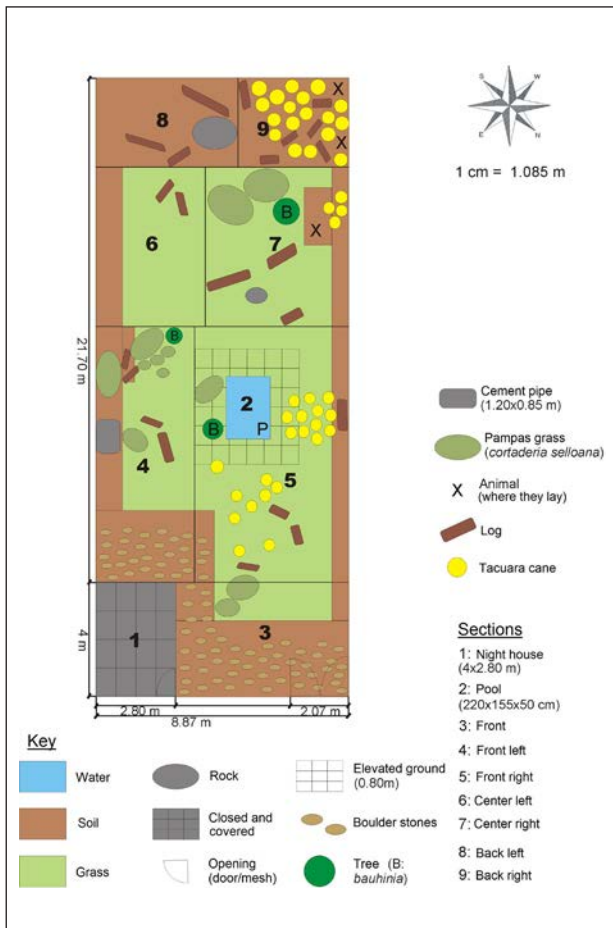 S
W
E
N
1 cm = 1.085 m
8
9
X
X
B
6
7
X
B
21.70 m
2
B
P
4
5
4 m
1
3
2.80 m
2.07 m
8.87 m
Cement pipe
(1.20x0.85 m)
Pampas grass
(cortaderia selloana)
X
Animal
(where they lay)
Log
Tacuara cane
Sections
1: Night house
(4x2.80 m)
2: Pool
(220x155x50 cm)
3: Front
4: Front left
5: Front right
6: Center left
7: Center right
8: Back left
9: Back right
Key
Water
Rock
Elevated ground
(0.80m)
Soil
Closed and
covered
Boulder stones
Grass
Opening
(door/mesh)
B
Tree (B:
bauhinia)